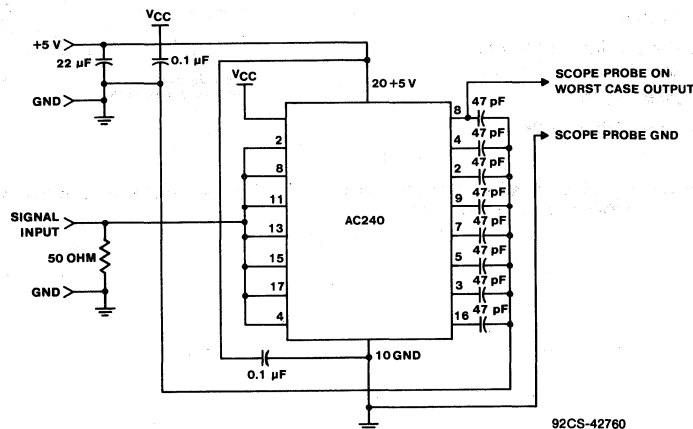 VCC
+5 V
22 µF
0.1 µF
GND
VCC
20 +5 V
SCOPE PROBE ON
WORST CASE OUTPUT
SCOPE PROBE GND
8
47 pF
4
47 pF
2
47 pF
9
47 pF
7
47 pF
5
47 pF
3
47 pF
16
47 pF
2
8
11
13
15
17
4
AC240
SIGNAL
INPUT
50 OHM
GND
0.1 µF
10 GND
92CS-42760